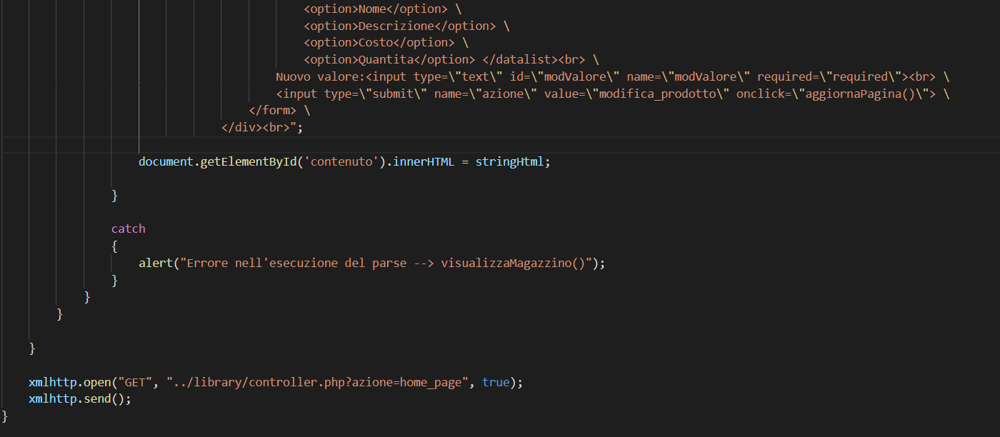 <option>Nome</option> \
<option>Descrizione</option> \
<option>Costo</option> \
<option>Quantita</option> </datalist><br> \
Nuovo valore:<input type=\"text\" id=\"modValore\" name=\"modValore\" required=\"required\"><br> \
<input type=\"submit\" name=\"azione\" value=\"modifica_prodotto\" onclick=\"aggiornaPagina()\"> \
</form> \
</div><br>";
document.getElementById('contenuto').innerHTML = stringHtml;
}
catch
{
alert("Errore nell'esecuzione del parse --> visualizzaMagazzino()");
}
}
}
}
xmlhttp.open("GET", "../library/controller.php?azione=home_page", true);
xmlhttp.send();
}